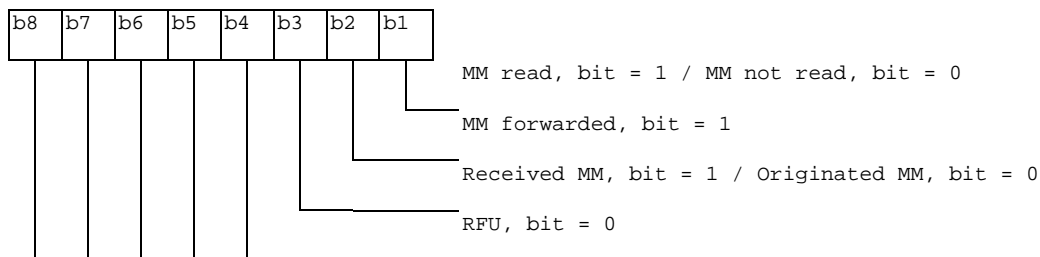 b8 b7 b6 b5 b4 b3 b2 b1
MM read, bit = 1 / MM not read, bit = 0
MM forwarded, bit = 1
Received MM, bit = 1 / Originated MM, bit = 0
RFU, bit = 0